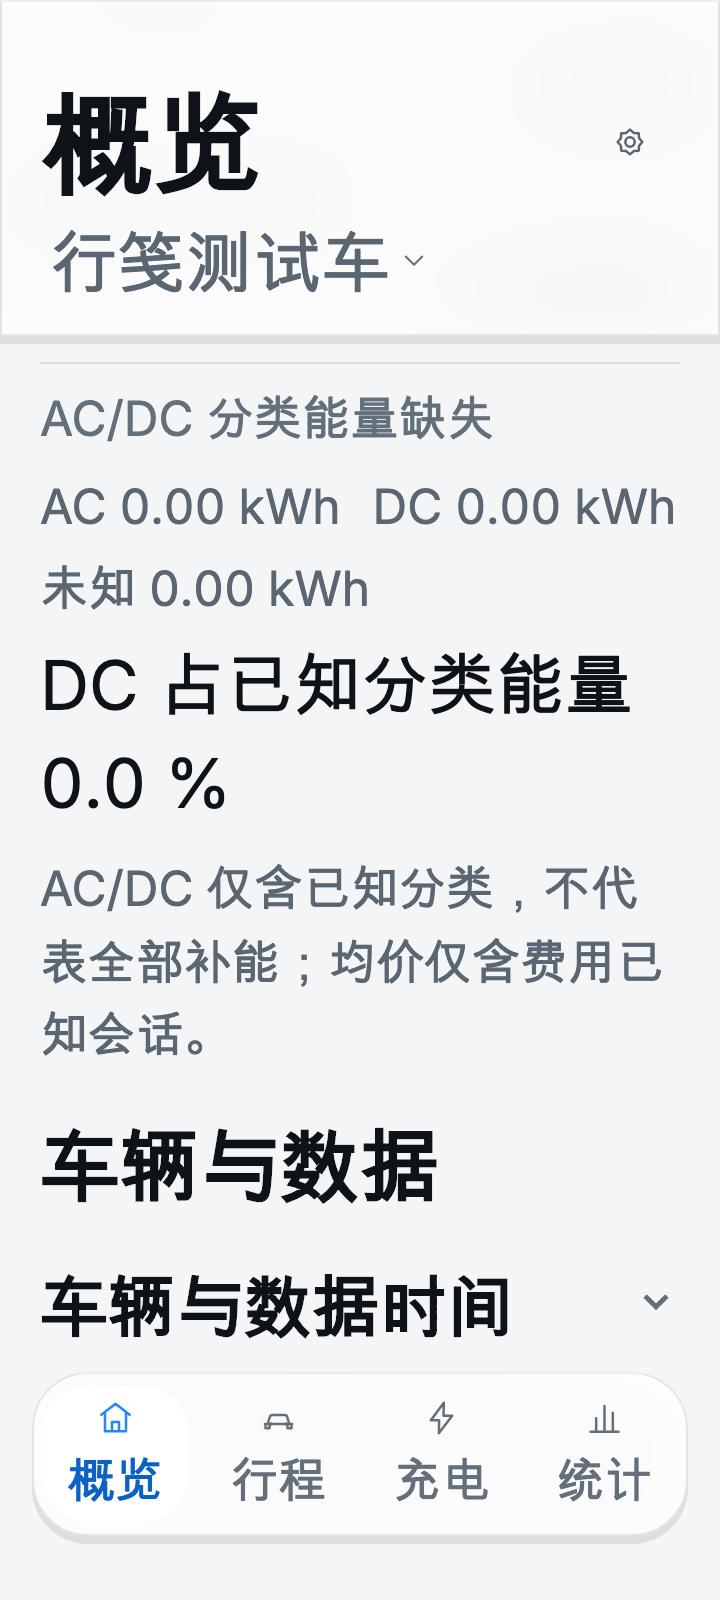 概览
行笺测试车
AC/DC 分类能量缺失
AC 0.00 kWh DC 0.00 kWh
未知 0.00 kWh
DC 占已知分类能量
0.0 %
AC/DC 仅含已知分类，不代
表全部补能；均价仅含费用已
知会话。
车辆与数据
车辆与数据时间
概览 行程 充电 统计